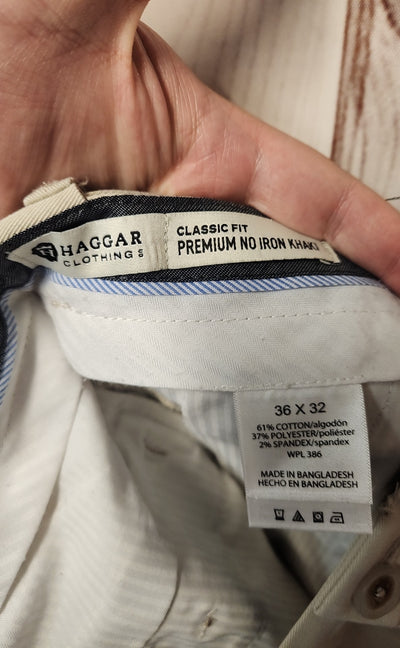 HAGGAR
CLOTHING
CLASSIC FIT
PREMIUM NO IRON KHAKI
36 X 32
61% COTTON/algodón
37% POLYESTER/poliéster
2% SPANDEX/spandex
WPL 386
MADE IN BANGLADESH
HECHO EN BANGLADESH